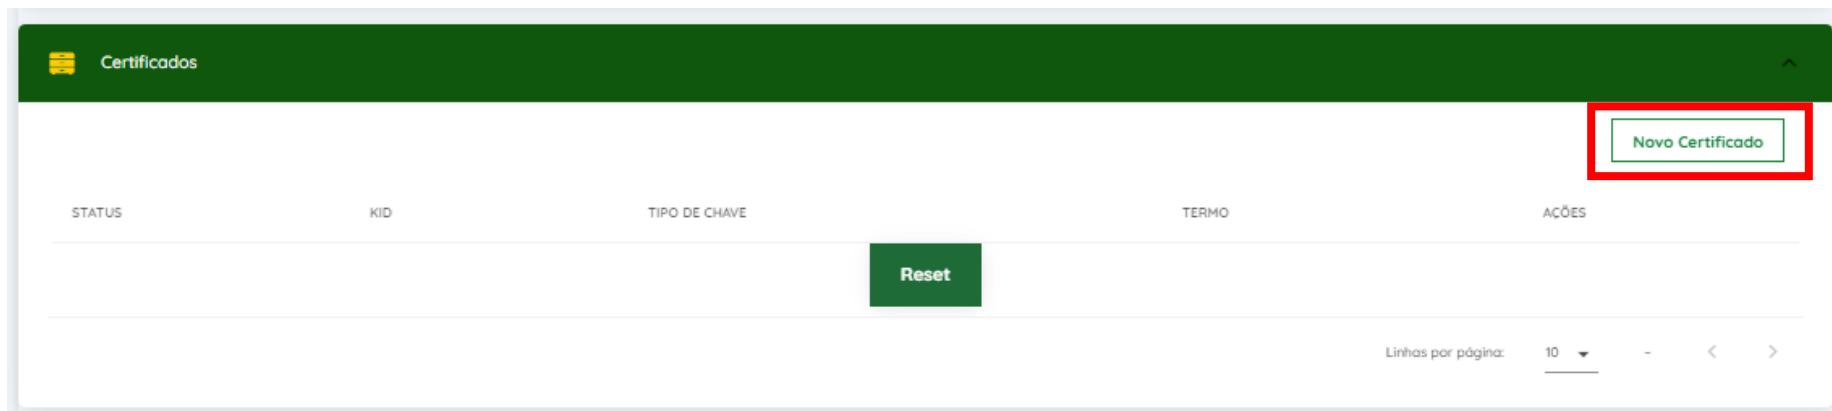 Certificados
Novo Certificado
STATUS KID TIPO DE CHAVE TERMO AÇÕES
Reset
Linhas por página: 10 -